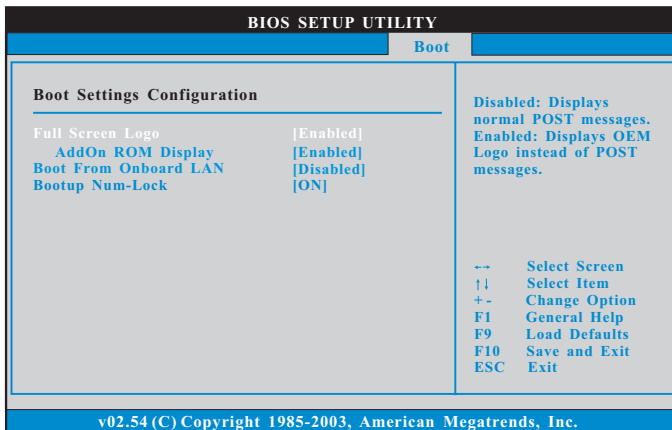 BIOS SETUP UTILITY
Boot
Boot Settings Configuration
Full Screen Logo [Enabled]
AddOn ROM Display [Enabled]
Boot From Onboard LAN [Disabled]
Bootup Num-Lock [ON]
Disabled: Displays
normal POST messages.
Enabled: Displays OEM
Logo instead of POST
messages.
←→ Select Screen
↑↓ Select Item
+ - Change Option
F1 General Help
F9 Load Defaults
F10 Save and Exit
ESC Exit
v02.54 (C) Copyright 1985-2003, American Megatrends, Inc.